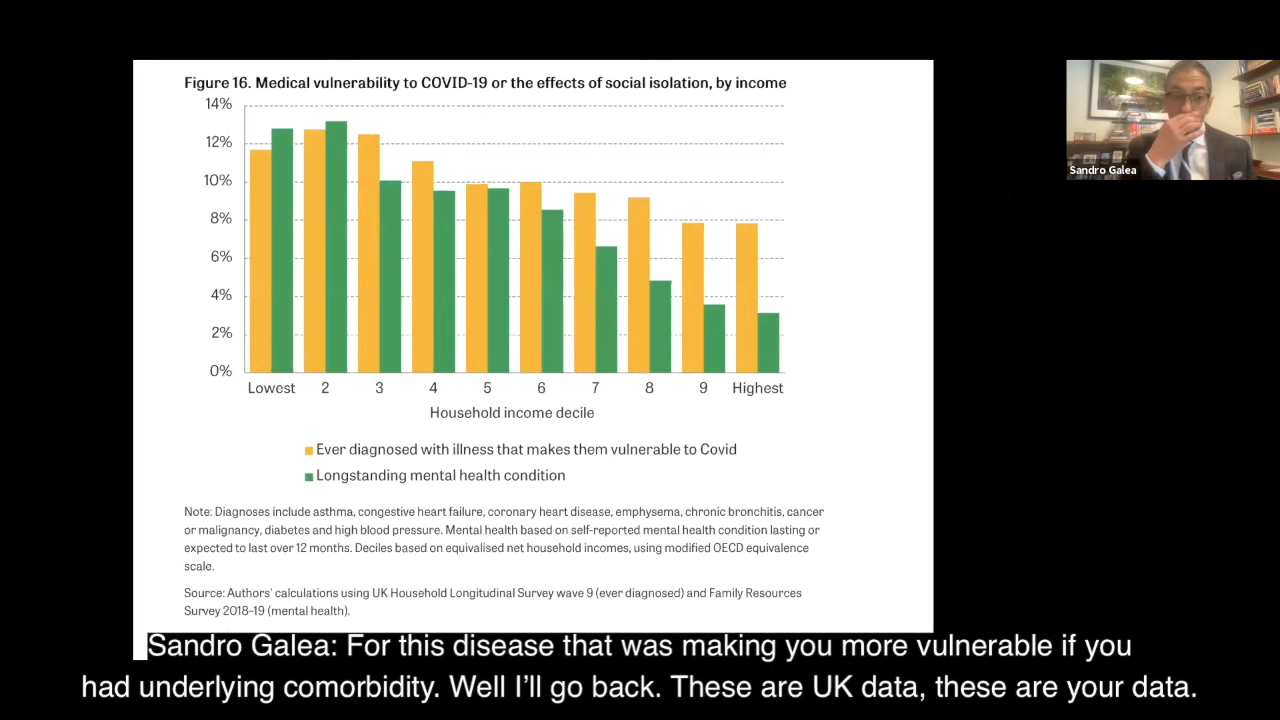 Figure 16. Medical vulnerability to COVID-19 or the effects of social isolation, by income
14%
12%
10%
8%
6%
4%
2%
0%
Lowest 2 3 4 5 6 7 8 9 Highest
Household income decile
Ever diagnosed with illness that makes them vulnerable to Covid
Longstanding mental health condition
Note: Diagnoses include asthma, congestive heart failure, coronary heart disease, emphysema, chronic bronchitis, cancer
or malignancy, diabetes and high blood pressure. Mental health based on self-reported mental health condition lasting or
expected to last over 12 months. Deciles based on equivalised net household incomes, using modified OECD equivalence
scale.
Source: Authors' calculations using UK Household Longitudinal Survey wave 9 (ever diagnosed) and Family Resources
Survey 2018–19 (mental health).
Sandro Galea
Sandro Galea: For this disease that was making you more vulnerable if you
had underlying comorbidity. Well I'll go back. These are UK data, these are your data.